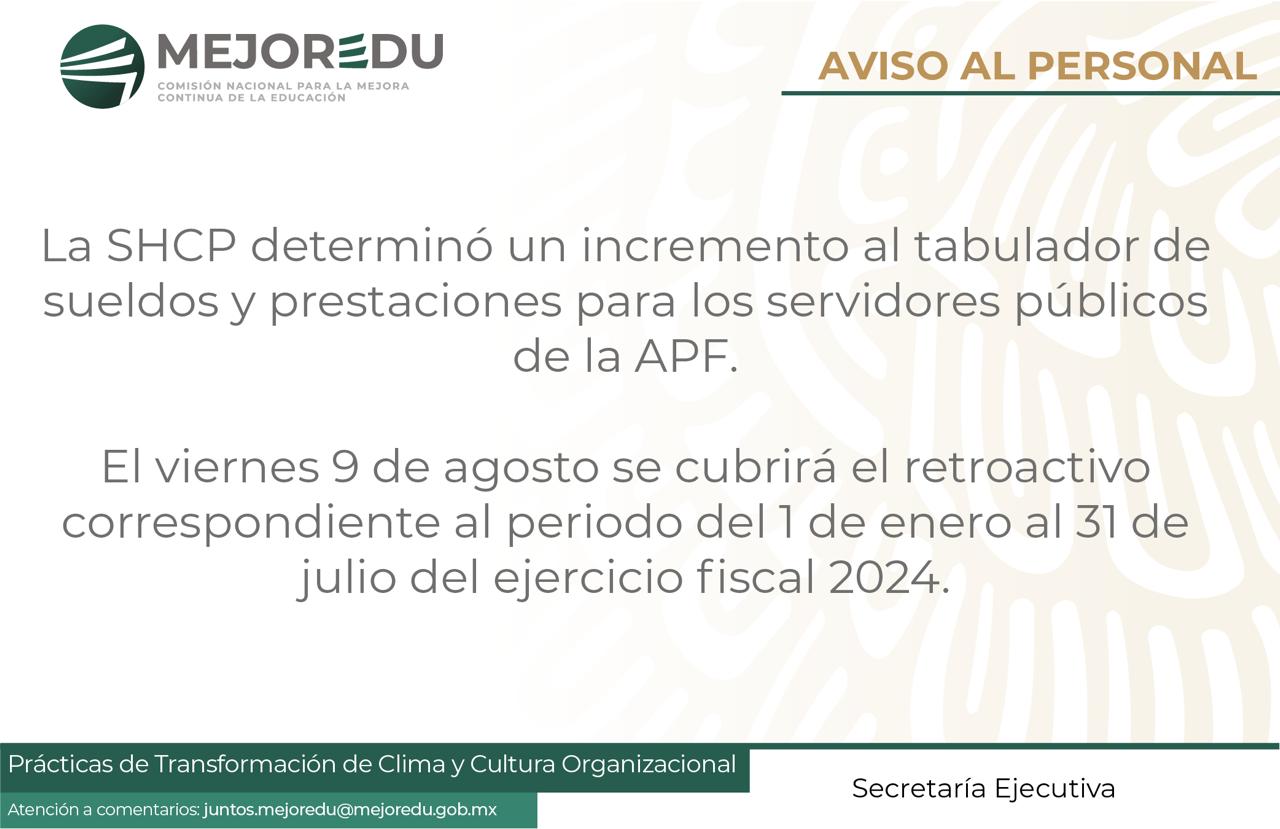 MEJOREDU
COMISIÓN NACIONAL PARA LA MEJORA
CONTINUA DE LA EDUCACIÓN
AVISO AL PERSONAL
La SHCP determinó un incremento al tabulador de
sueldos y prestaciones para los servidores públicos
de la APF.
El viernes 9 de agosto se cubrirá el retroactivo
correspondiente al periodo del 1 de enero al 31 de
julio del ejercicio fiscal 2024.
Prácticas de Transformación de Clima y Cultura Organizacional
Atención a comentarios: juntos.mejoredu@mejoredu.gob.mx
Secretaría Ejecutiva